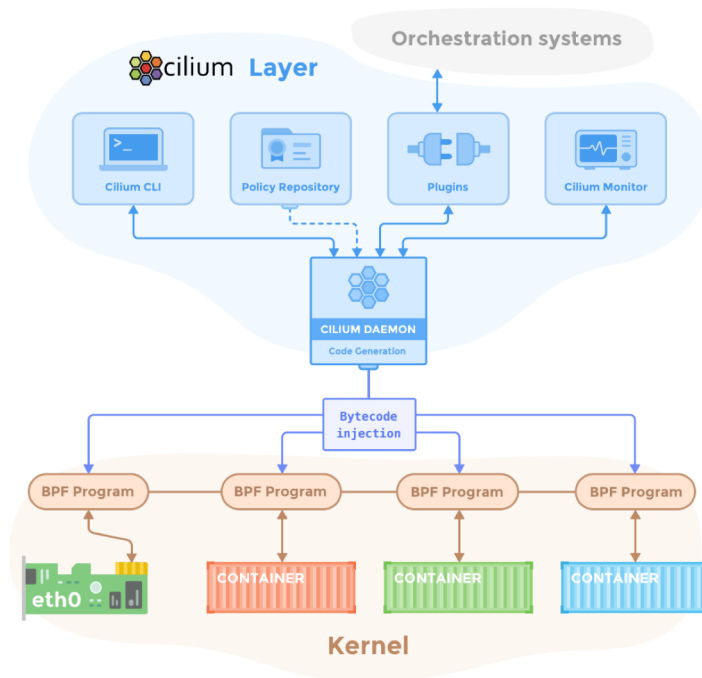 Orchestration systems
cilium Layer
>_
Cilium CLI
Policy Repository
Plugins
Cilium Monitor
CILIUM DAEMON
Code Generation
Bytecode
injection
BPF Program
BPF Program
BPF Program
BPF Program
eth0
CONTAINER
CONTAINER
CONTAINER
Kernel